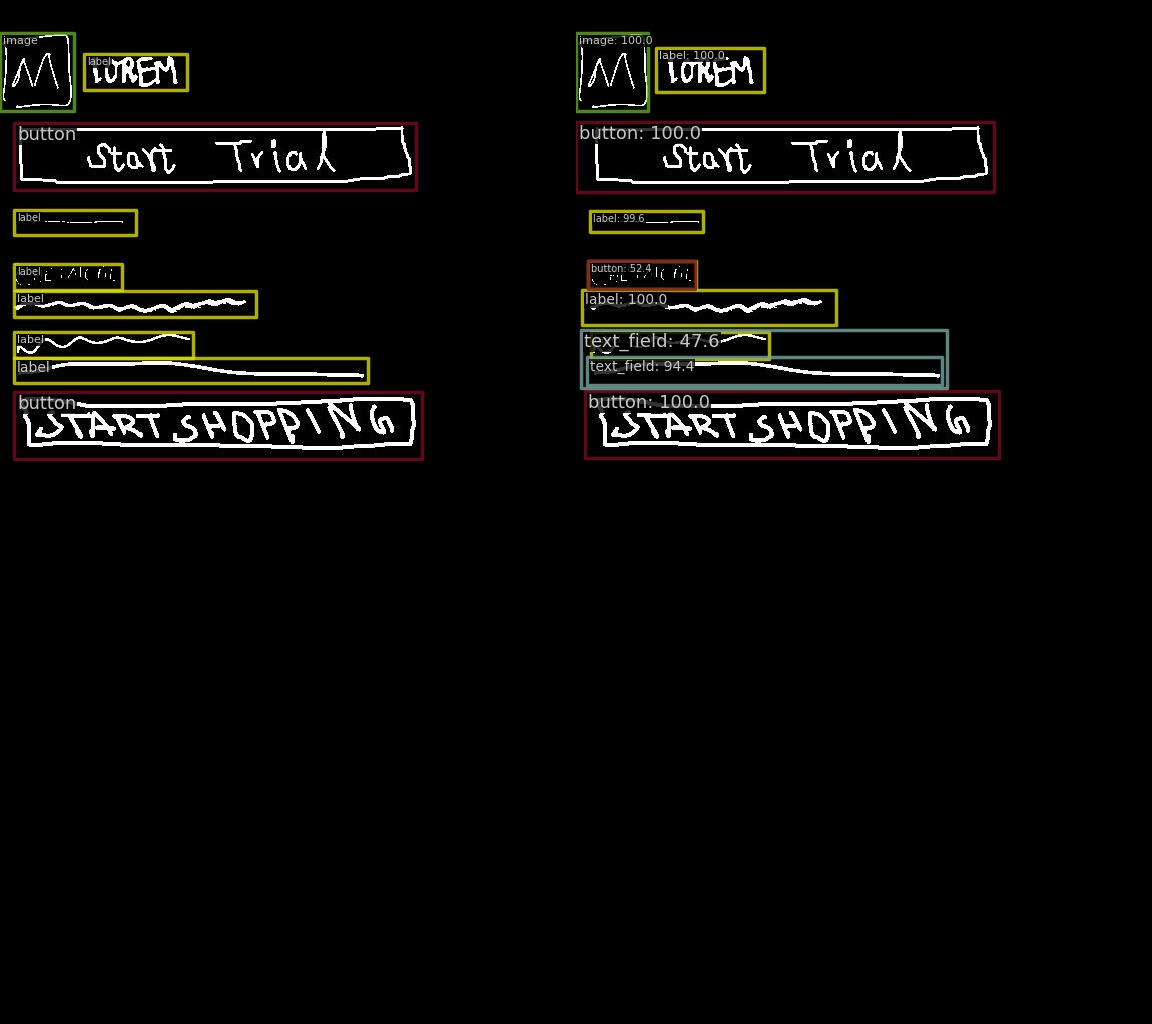 image image: 100.0
M M
label label: 100.0
LOREM LOREM
button button: 100.0
Start Trial Start Trial
label label: 99.6
label button: 52.4
label label: 100.0
label text_field: 47.6
label text_field: 94.4
button button: 100.0
START SHOPPING START SHOPPING